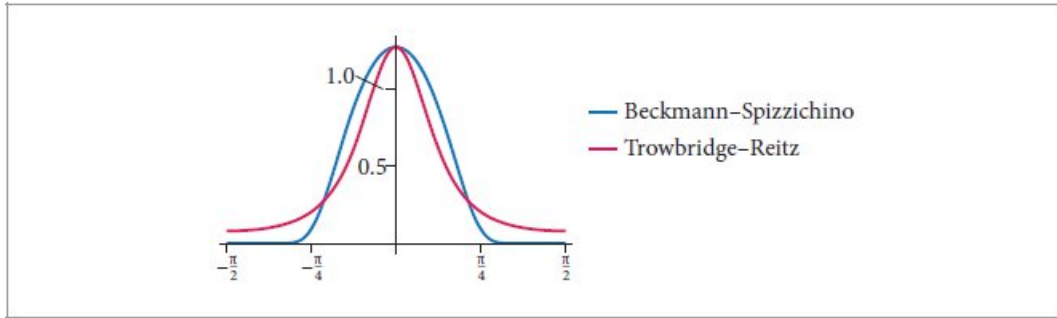 1.0
Beckmann–Spizzichino
Trowbridge–Reitz
0.5
−π/2 −π/4 π/4 π/2